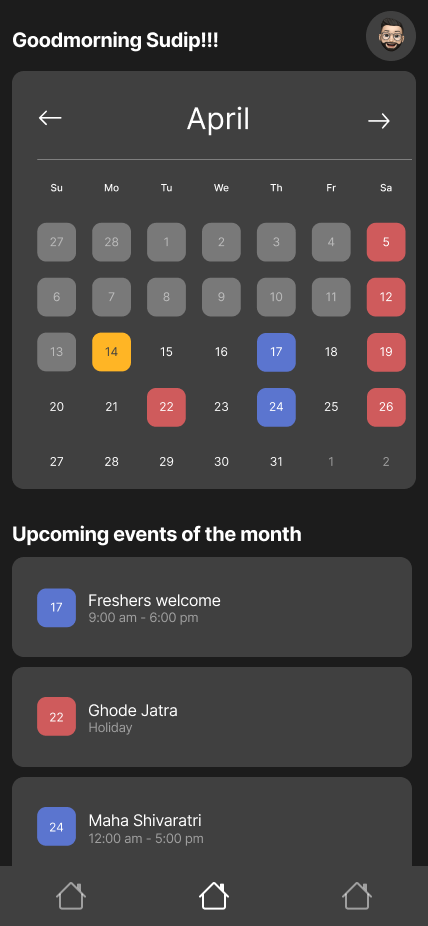 Goodmorning Sudip!!!
April
Su Mo Tu We Th Fr Sa
27 28 1 2 3 4 5
6 7 8 9 10 11 12
13 14 15 16 17 18 19
20 21 22 23 24 25 26
27 28 29 30 31 1 2
Upcoming events of the month
17 Freshers welcome
9:00 am - 6:00 pm
22 Ghode Jatra
Holiday
24 Maha Shivaratri
12:00 am - 5:00 pm